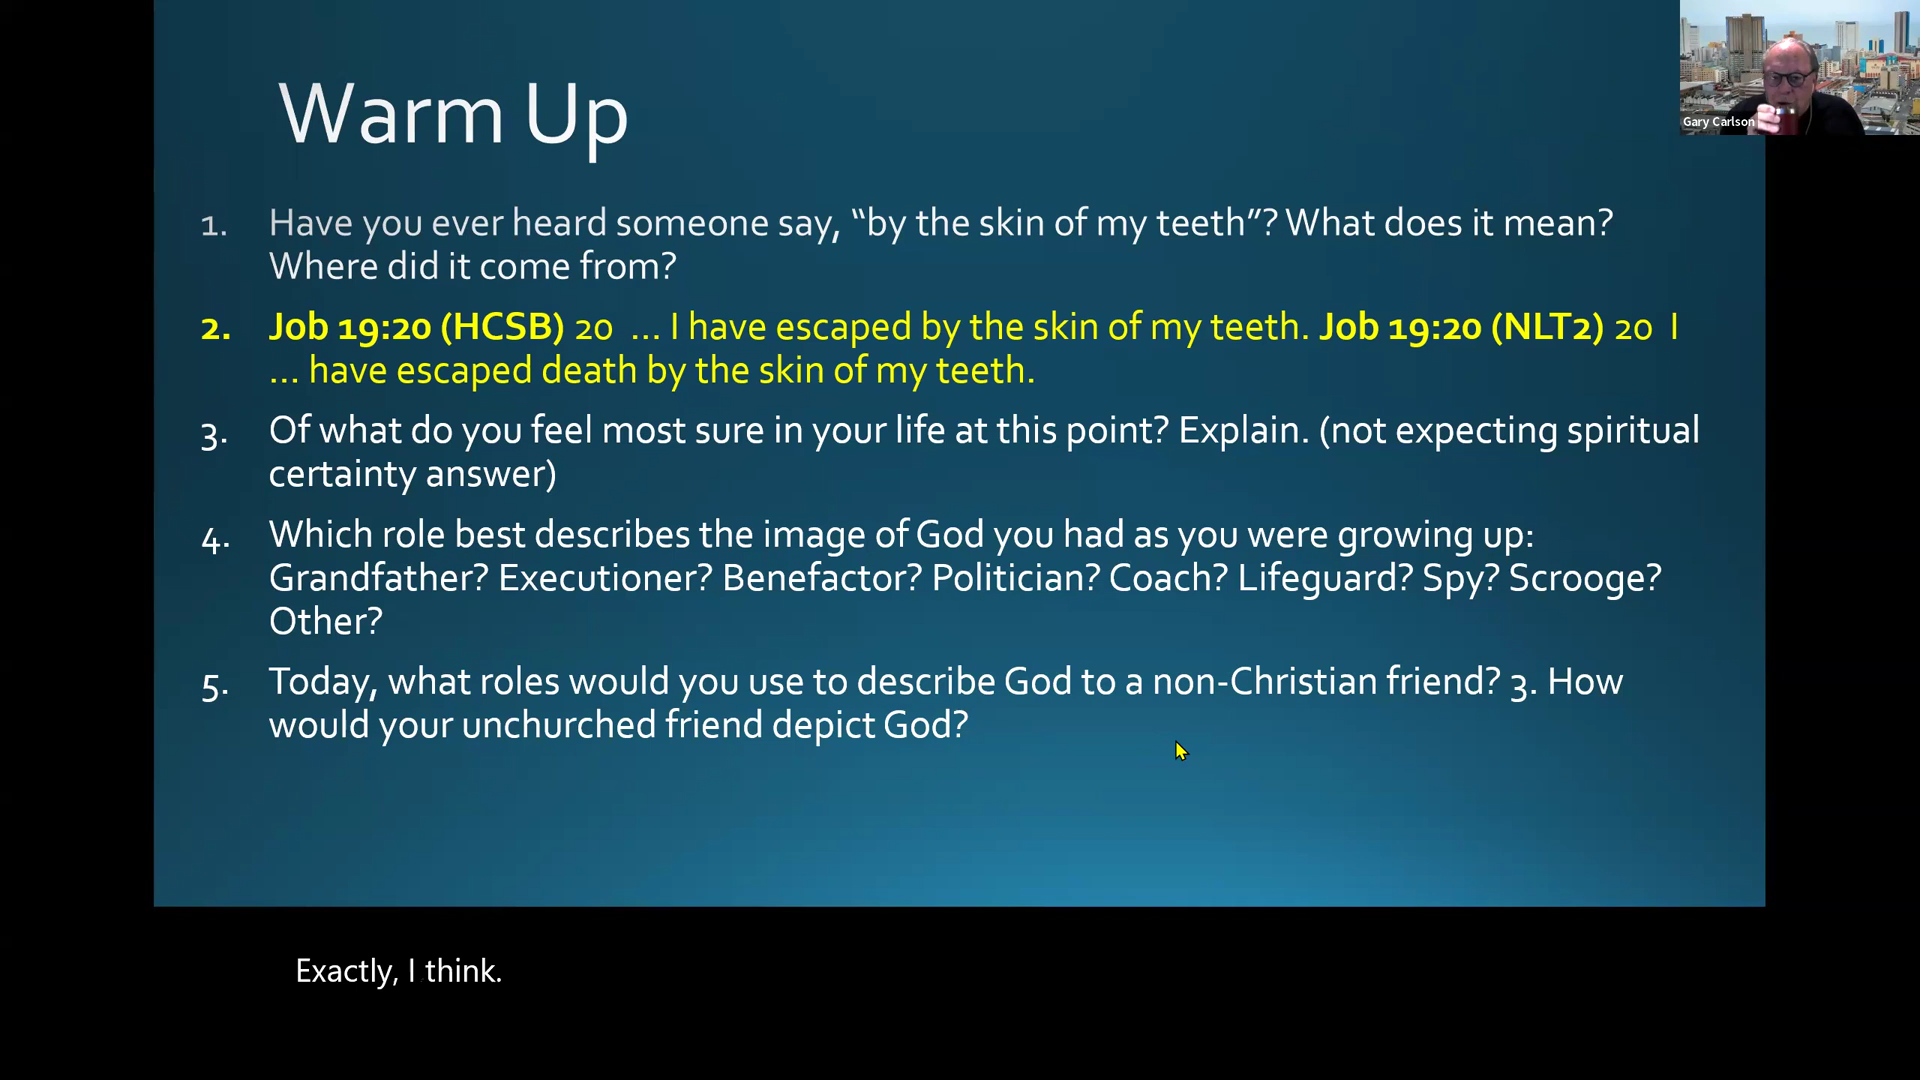 Warm Up
Gary Carlson
1. Have you ever heard someone say, “by the skin of my teeth”? What does it mean?
Where did it come from?
2. Job 19:20 (HCSB) 20 ... I have escaped by the skin of my teeth. Job 19:20 (NLT2) 20 I
... have escaped death by the skin of my teeth.
3. Of what do you feel most sure in your life at this point? Explain. (not expecting spiritual
certainty answer)
4. Which role best describes the image of God you had as you were growing up:
Grandfather? Executioner? Benefactor? Politician? Coach? Lifeguard? Spy? Scrooge?
Other?
5. Today, what roles would you use to describe God to a non-Christian friend? 3. How
would your unchurched friend depict God?
Exactly, I think.